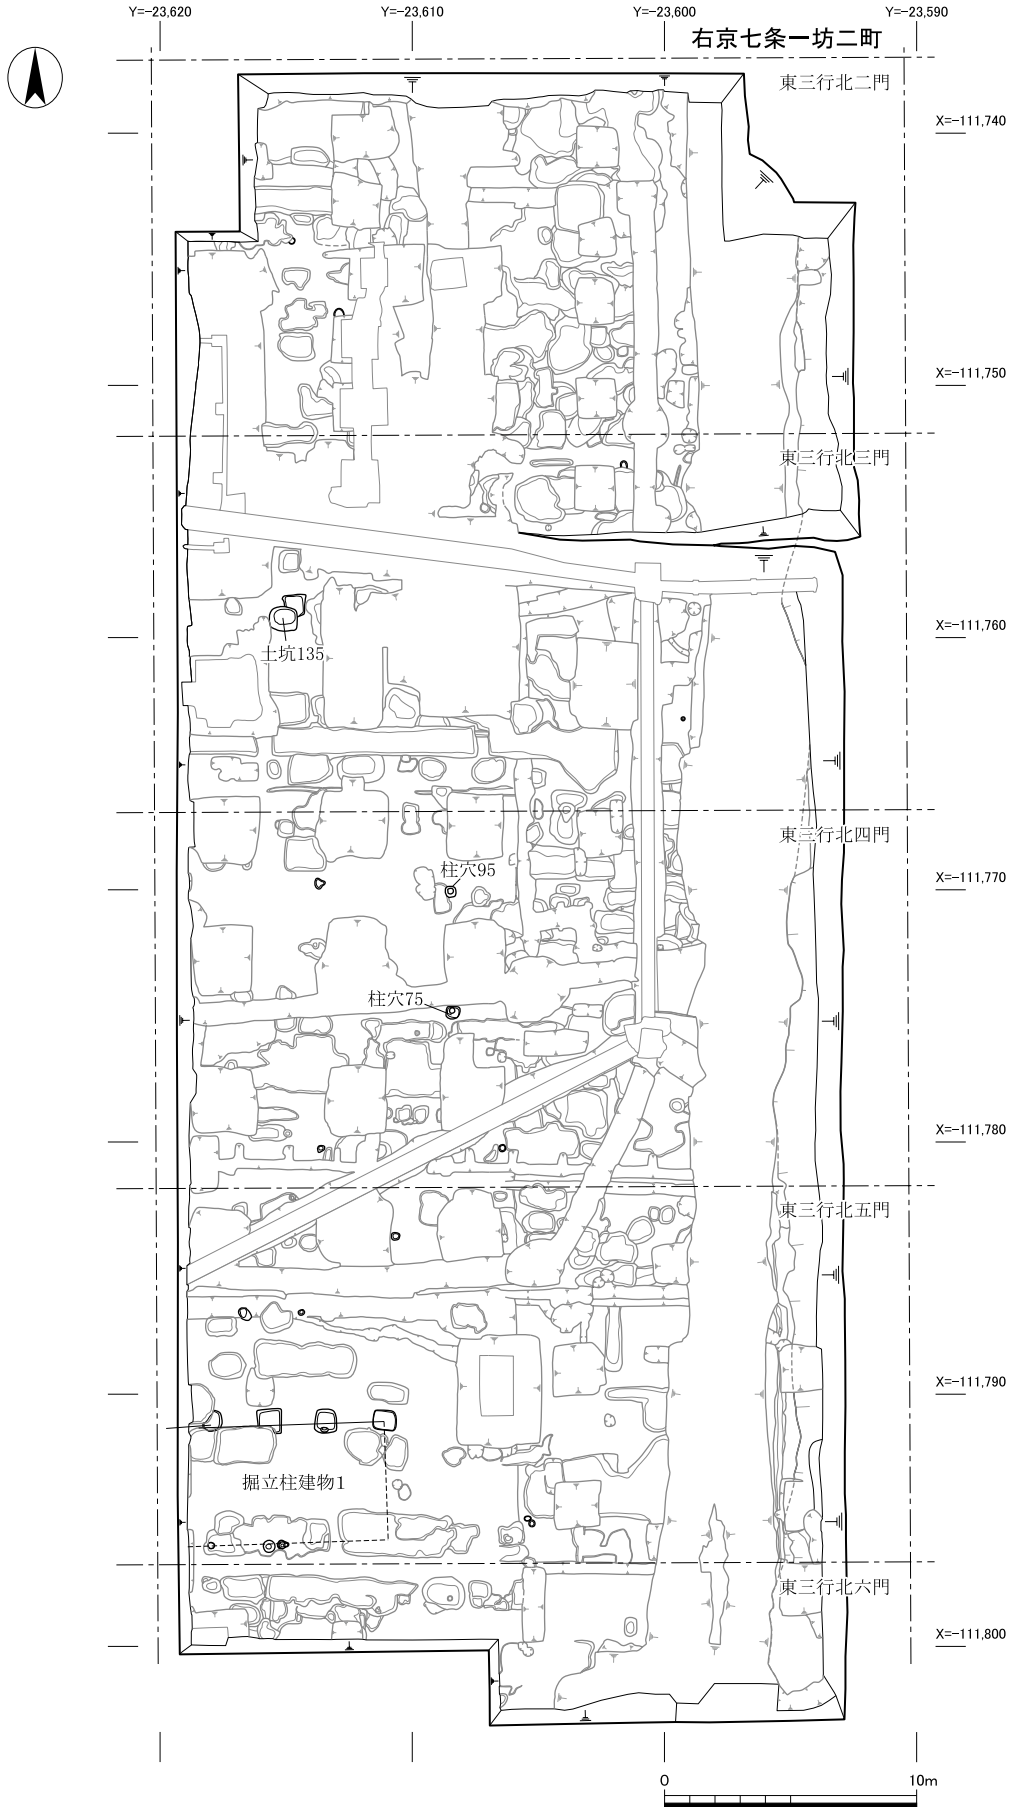 Y=-23,620
Y=-23,610
Y=-23,600
Y=-23,590
右京七条一坊二町
東三行北二門
X=-111,740
X=-111,750
東三行北三門
X=-111,760
土坑135
東三行北四門
柱穴95
X=-111,770
柱穴75
X=-111,780
東三行北五門
X=-111,790
掘立柱建物1
東三行北六門
X=-111,800
0
10m